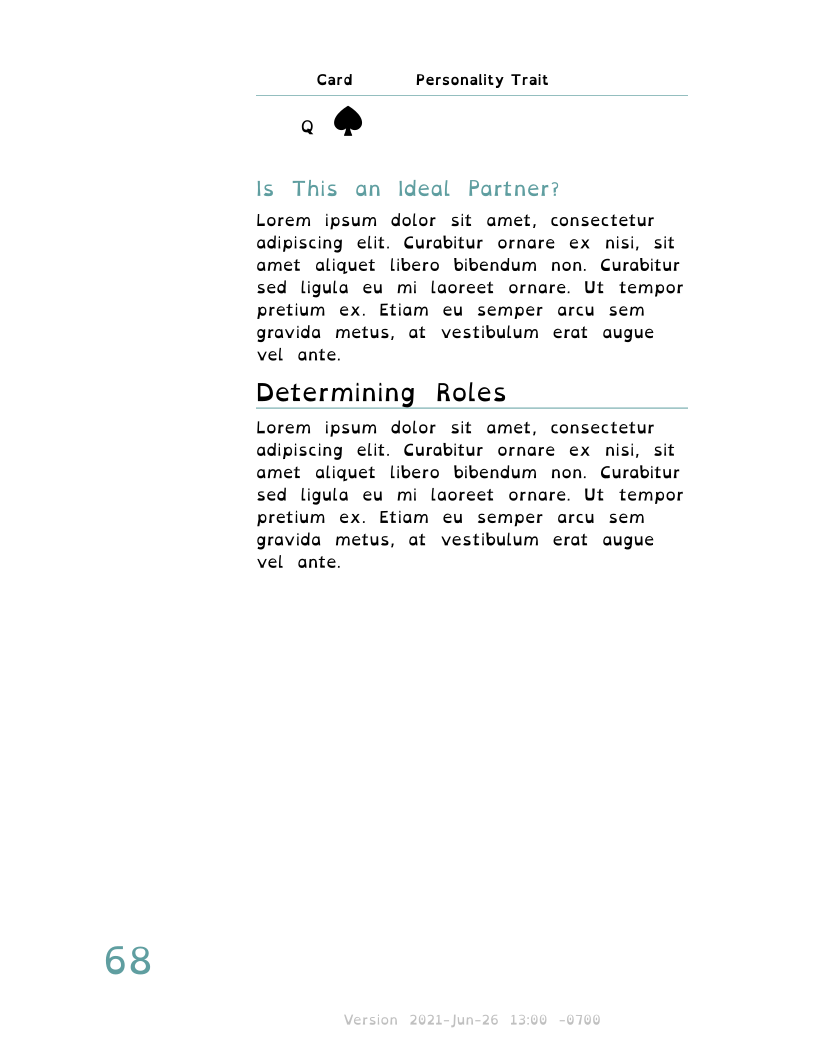 Card Personality Trait
Q ♠
Is This an Ideal Partner?
Lorem ipsum dolor sit amet, consectetur
adipiscing elit. Curabitur ornare ex nisi, sit
amet aliquet libero bibendum non. Curabitur
sed ligula eu mi laoreet ornare. Ut tempor
pretium ex. Etiam eu semper arcu sem
gravida metus, at vestibulum erat augue
vel ante.
Determining Roles
Lorem ipsum dolor sit amet, consectetur
adipiscing elit. Curabitur ornare ex nisi, sit
amet aliquet libero bibendum non. Curabitur
sed ligula eu mi laoreet ornare. Ut tempor
pretium ex. Etiam eu semper arcu sem
gravida metus, at vestibulum erat augue
vel ante.
68
Version 2021-Jun-26 13:00 -0700